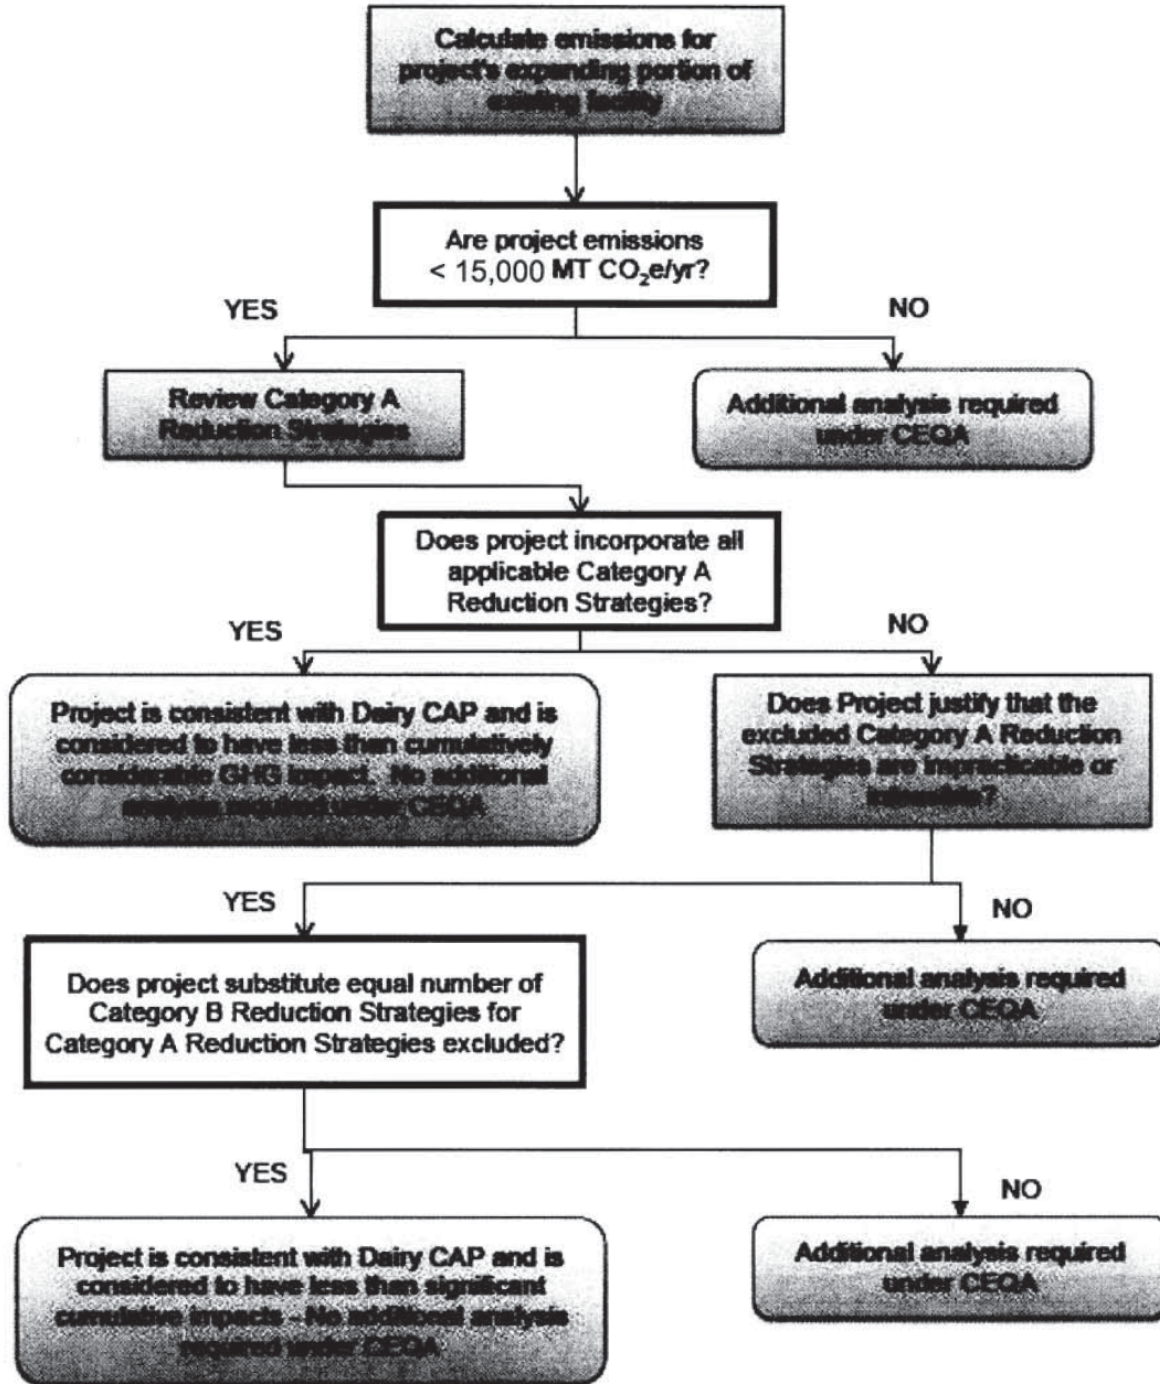 Calculate emissions for
project's expanding portion of
existing facility
Are project emissions
< 15,000 MT CO₂e/yr?
YES
NO
Review Category A
Reduction Strategies
Additional analysis required
under CEQA
Does project incorporate all
applicable Category A
Reduction Strategies?
YES
NO
Project is consistent with Dairy CAP and is
considered to have less than cumulatively
considerable GHG impact. No additional
analysis required under CEQA
Does Project justify that the
excluded Category A Reduction
Strategies are impracticable or
infeasible?
YES
NO
Does project substitute equal number of
Category B Reduction Strategies for
Category A Reduction Strategies excluded?
Additional analysis required
under CEQA
YES
NO
Project is consistent with Dairy CAP and is
considered to have less than significant
cumulative impacts - No additional analysis
required under CEQA
Additional analysis required
under CEQA